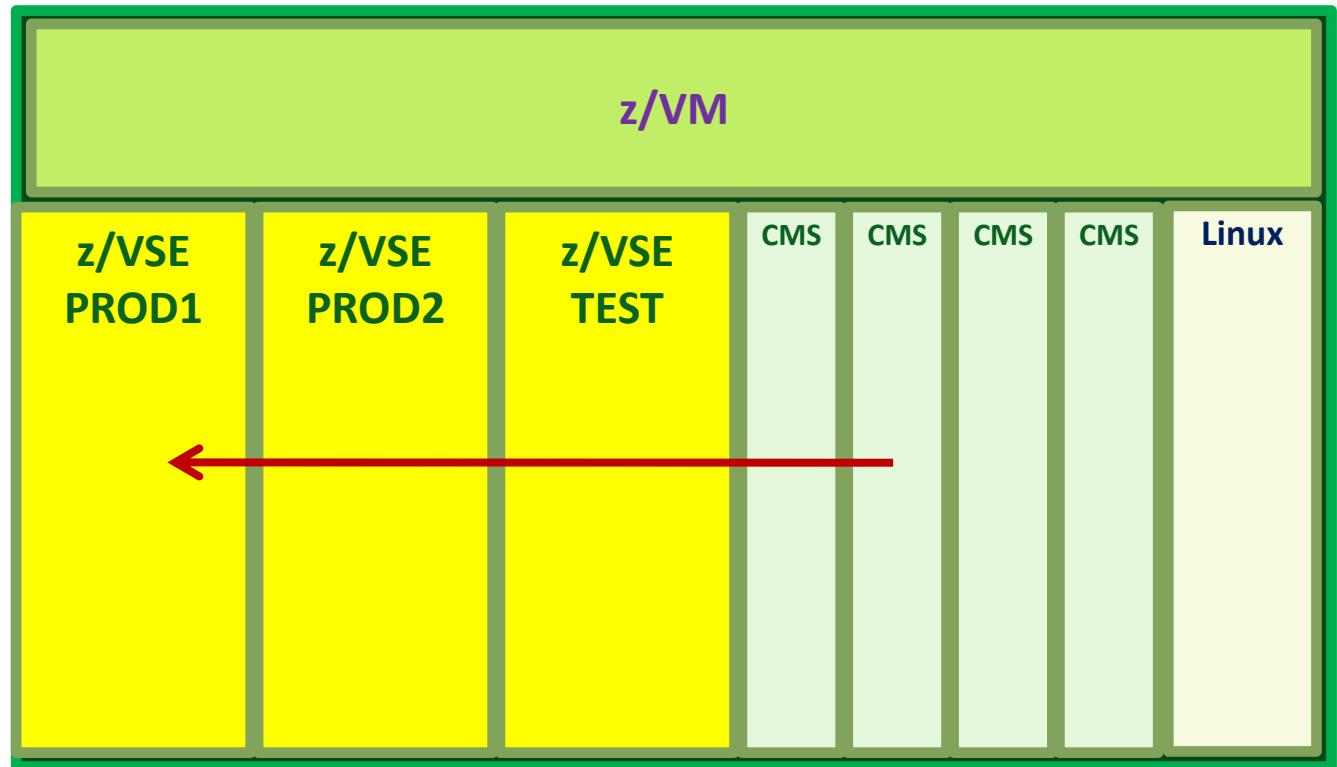 z/VM
z/VSE
PROD1
z/VSE
PROD2
z/VSE
TEST
CMS
CMS
CMS
CMS
Linux